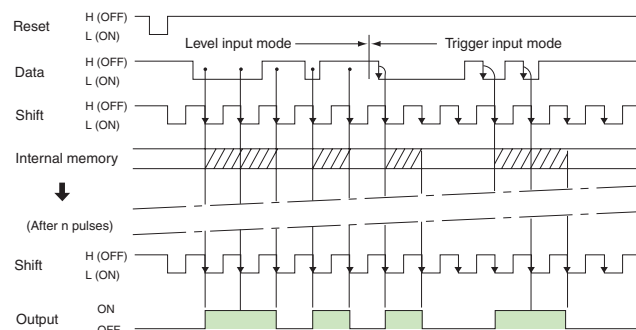 Reset
H (OFF)
L (ON)
Level input mode
Trigger input mode
Data
H (OFF)
L (ON)
Shift
H (OFF)
L (ON)
Internal memory
(After n pulses)
Shift
H (OFF)
L (ON)
Output
ON
OFF